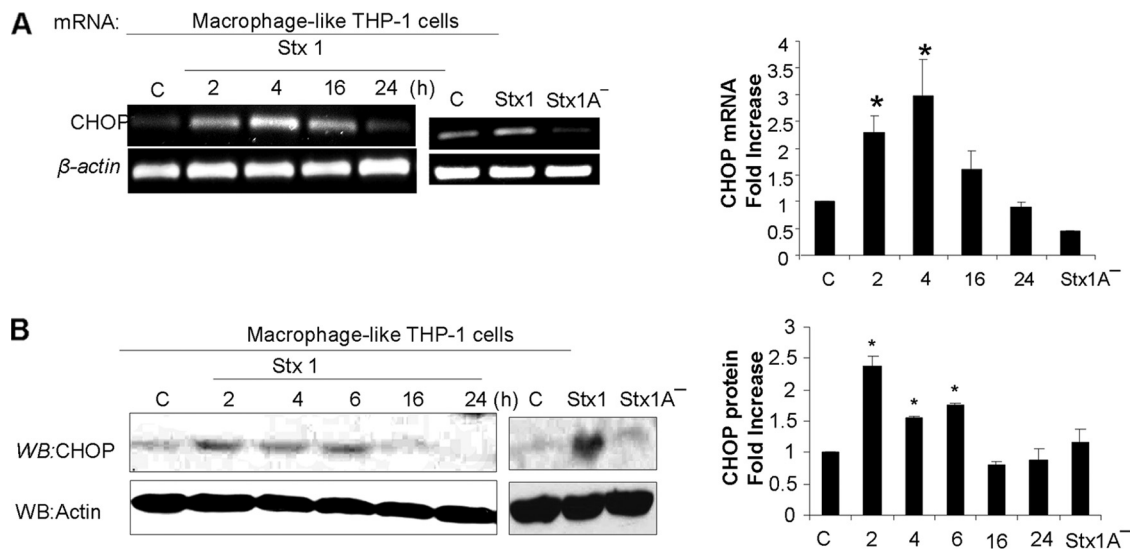 A
mRNA:
Macrophage-like THP-1 cells
Stx 1
C 2 4 16 24 (h) C Stx1 Stx1A⁻
CHOP
β-actin
CHOP mRNA
Fold Increase
4
3.5
3
2.5
2
1.5
1
0.5
0
* *
C 2 4 16 24 Stx1A⁻
B
Macrophage-like THP-1 cells
Stx 1
C 2 4 6 16 24 (h) C Stx1 Stx1A⁻
WB:CHOP
WB:Actin
CHOP protein
Fold Increase
3
2.5
2
1.5
1
0.5
0
* * *
C 2 4 6 16 24 Stx1A⁻